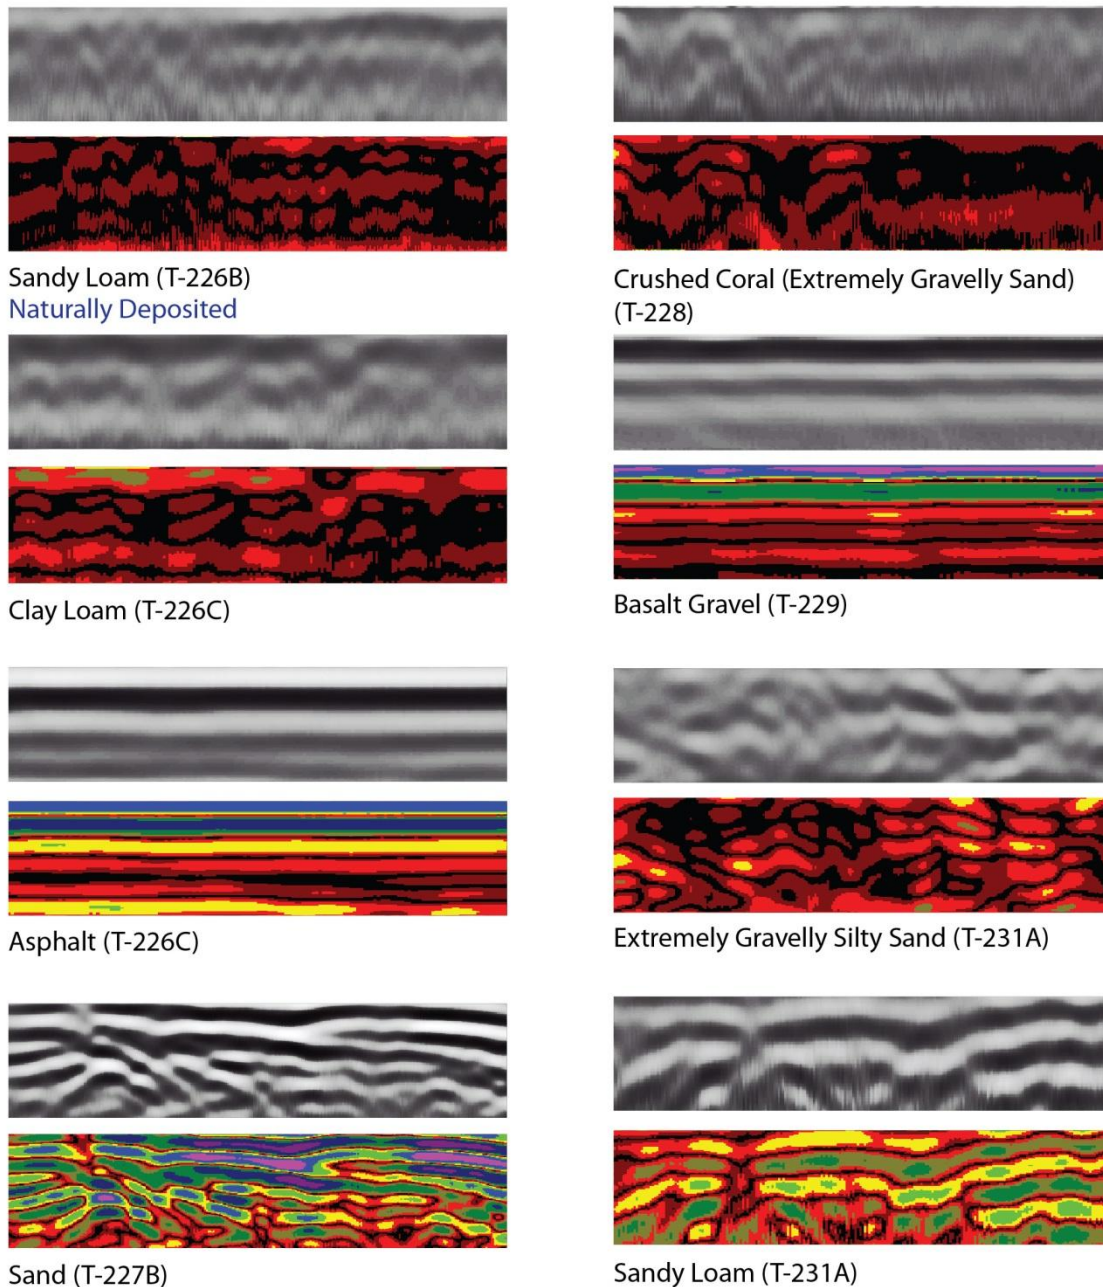 Sandy Loam (T-226B)
Naturally Deposited
Clay Loam (T-226C)
Asphalt (T-226C)
Sand (T-227B)
Crushed Coral (Extremely Gravelly Sand)
(T-228)
Basalt Gravel (T-229)
Extremely Gravelly Silty Sand (T-231A)
Sandy Loam (T-231A)